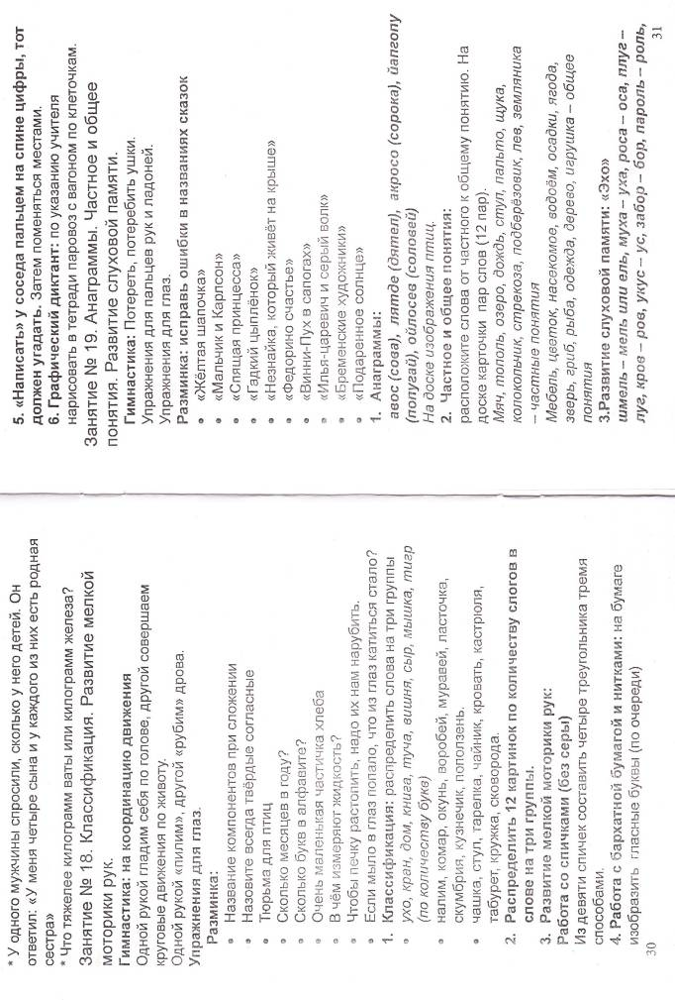 * У одного мужчины спросили, сколько у него детей. Он
ответил: «У меня четыре сына и у каждого из них есть родная
сестра»
* Что тяжелее килограмм ваты или килограмм железа?
Занятие № 18. Классификация. Развитие мелкой
моторики рук.
Гимнастика: на координацию движения
Одной рукой гладим себя по голове, другой совершаем
круговые движения по животу.
Одной рукой «пилим», другой «рубим» дрова.
Упражнения для глаз.
Разминка:
• Название компонентов при сложении
• Назовите всегда твёрдые согласные
• Тюрьма для птиц
• Сколько месяцев в году?
• Сколько букв в алфавите?
• Очень маленькая частичка хлеба
• В чём измеряют жидкость?
• Чтобы печку растопить, надо их нам нарубить.
• Если мыло в глаз попало, что из глаз катиться стало?
1. Классификация: распределить слова на три группы
• ухо, кран, дом, книга, туча, вишня, сыр, мышка, тигр
(по количеству букв)
• налим, комар, окунь, воробей, муравей, ласточка,
скумбрия, кузнечик, поползень.
• чашка, стул, тарелка, чайник, кровать, кастрюля,
табурет, кружка, сковорода.
2. Распределить 12 картинок по количеству слогов в
слове на три группы.
3. Развитие мелкой моторики рук:
Работа со спичками (без серы)
Из девяти спичек составить четыре треугольника тремя
способами.
4. Работа с бархатной бумагой и нитками: на бумаге
изобразить гласные буквы (по очереди)
30
5. «Написать» у соседа пальцем на спине цифры, тот
должен угадать. Затем поменяться местами.
6. Графический диктант: по указанию учителя
нарисовать в тетради паровоз с вагоном по клеточкам.
Занятие № 19. Анаграммы. Частное и общее
понятия. Развитие слуховой памяти.
Гимнастика: Потереть, потеребить ушки.
Упражнения для пальцев рук и ладоней.
Упражнения для глаз.
Разминка: исправь ошибки в названиях сказок
• «Жёлтая шапочка»
• «Мальчик и Карлсон»
• «Спящая принцесса»
• «Гадкий цыплёнок»
• «Незнайка, который живёт на крыше»
• «Федорино счастье»
• «Винни-Пух в сапогах»
• «Илья-царевич и серый волк»
• «Бременские художники»
• «Подаренное солнце»
1. Анаграммы:
авос (сова), лятде (дятел), акросо (сорока), йапгопу
(попугай), ойлосев (соловей)
На доске изображения птиц.
2. Частное и общее понятия:
расположите слова от частного к общему понятию. На
доске карточки пар слов (12 пар).
Мяч, тополь, озеро, дождь, стул, пальто, щука,
колокольчик, стрекоза, подберёзовик, лев, земляника
– частные понятия
Мебель, цветок, насекомое, водоём, осадки, ягода,
зверь, гриб, рыба, одежда, дерево, игрушка – общее
понятия
3.Развитие слуховой памяти: «Эхо»
шмель – мель или ель, муха – уха, роса – оса, плуг –
луг, кров – ров, укус – ус, забор – бор, пароль – роль,
31